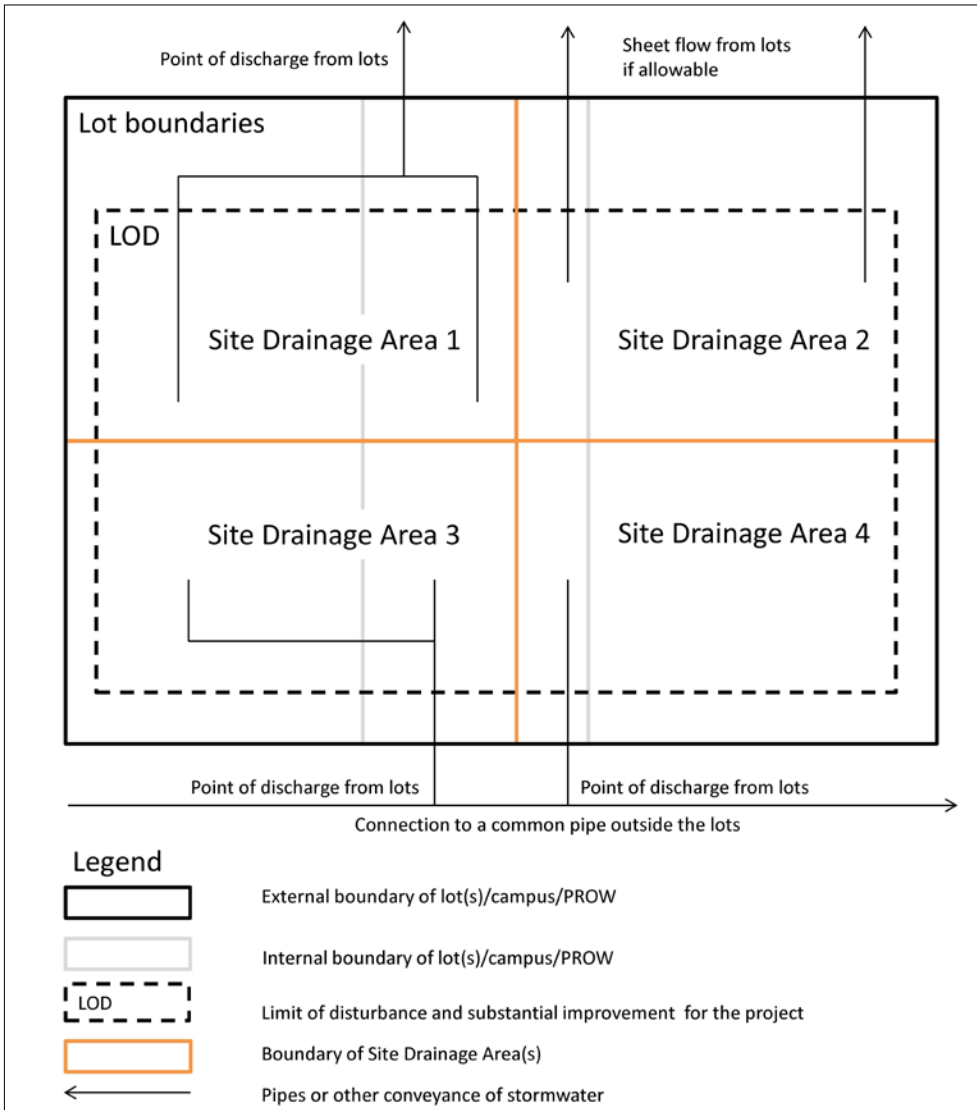 Point of discharge from lots
Sheet flow from lots
if allowable
Lot boundaries
LOD
Site Drainage Area 1
Site Drainage Area 2
Site Drainage Area 3
Site Drainage Area 4
Point of discharge from lots
Point of discharge from lots
Connection to a common pipe outside the lots
Legend
External boundary of lot(s)/campus/PROW
Internal boundary of lot(s)/campus/PROW
LOD
Limit of disturbance and substantial improvement for the project
Boundary of Site Drainage Area(s)
Pipes or other conveyance of stormwater